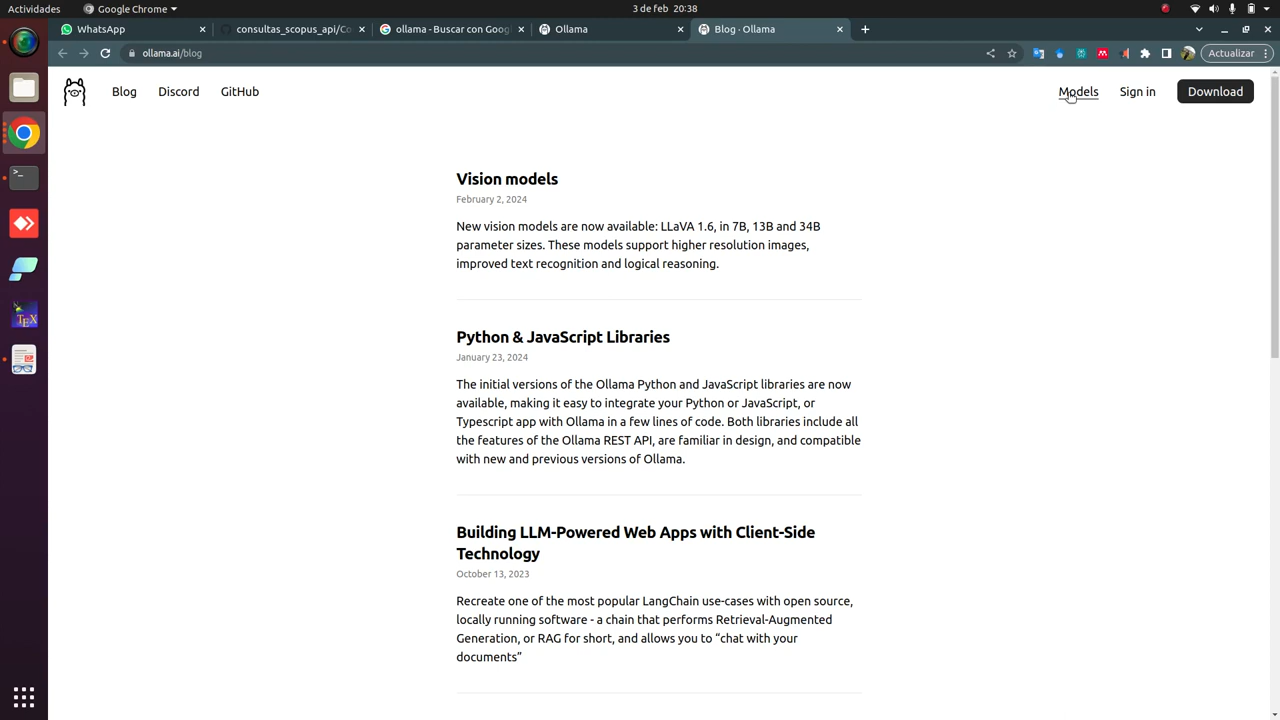 Actividades
Google Chrome
3 de feb 20:38
WhatsApp
consultas_scopus_api/Co
ollama - Buscar con Goog
Ollama
Blog · Ollama
ollama.ai/blog
Actualizar
Blog
Discord
GitHub
Models
Sign in
Download
Vision models
February 2, 2024
New vision models are now available: LLaVA 1.6, in 7B, 13B and 34B
parameter sizes. These models support higher resolution images,
improved text recognition and logical reasoning.
Python & JavaScript Libraries
January 23, 2024
The initial versions of the Ollama Python and JavaScript libraries are now
available, making it easy to integrate your Python or JavaScript, or
Typescript app with Ollama in a few lines of code. Both libraries include all
the features of the Ollama REST API, are familiar in design, and compatible
with new and previous versions of Ollama.
Building LLM-Powered Web Apps with Client-Side
Technology
October 13, 2023
Recreate one of the most popular LangChain use-cases with open source,
locally running software - a chain that performs Retrieval-Augmented
Generation, or RAG for short, and allows you to “chat with your
documents”
TEX